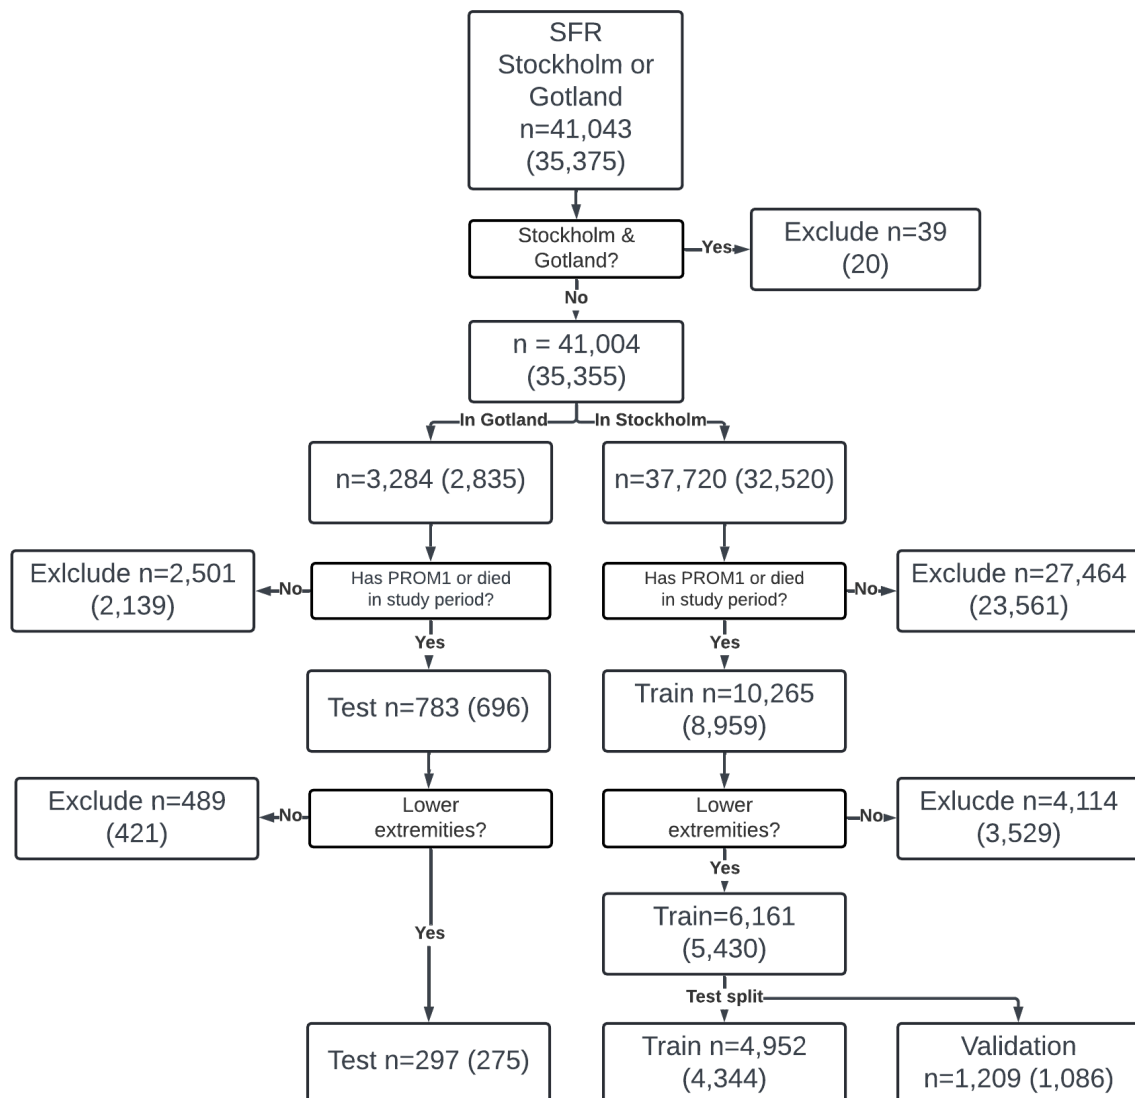 SFR
Stockholm or
Gotland
n=41,043
(35,375)
Stockholm &
Gotland?
Yes
Exclude n=39
(20)
No
n = 41,004
(35,355)
In Gotland
In Stockholm
n=3,284 (2,835)
n=37,720 (32,520)
Exlclude n=2,501
(2,139)
No
Has PROM1 or died
in study period?
Has PROM1 or died
in study period?
No
Exclude n=27,464
(23,561)
Yes
Yes
Test n=783 (696)
Train n=10,265
(8,959)
Exclude n=489
(421)
No
Lower
extremities?
Lower
extremities?
No
Exlucde n=4,114
(3,529)
Yes
Train=6,161
(5,430)
Yes
Test split
Test n=297 (275)
Train n=4,952
(4,344)
Validation
n=1,209 (1,086)